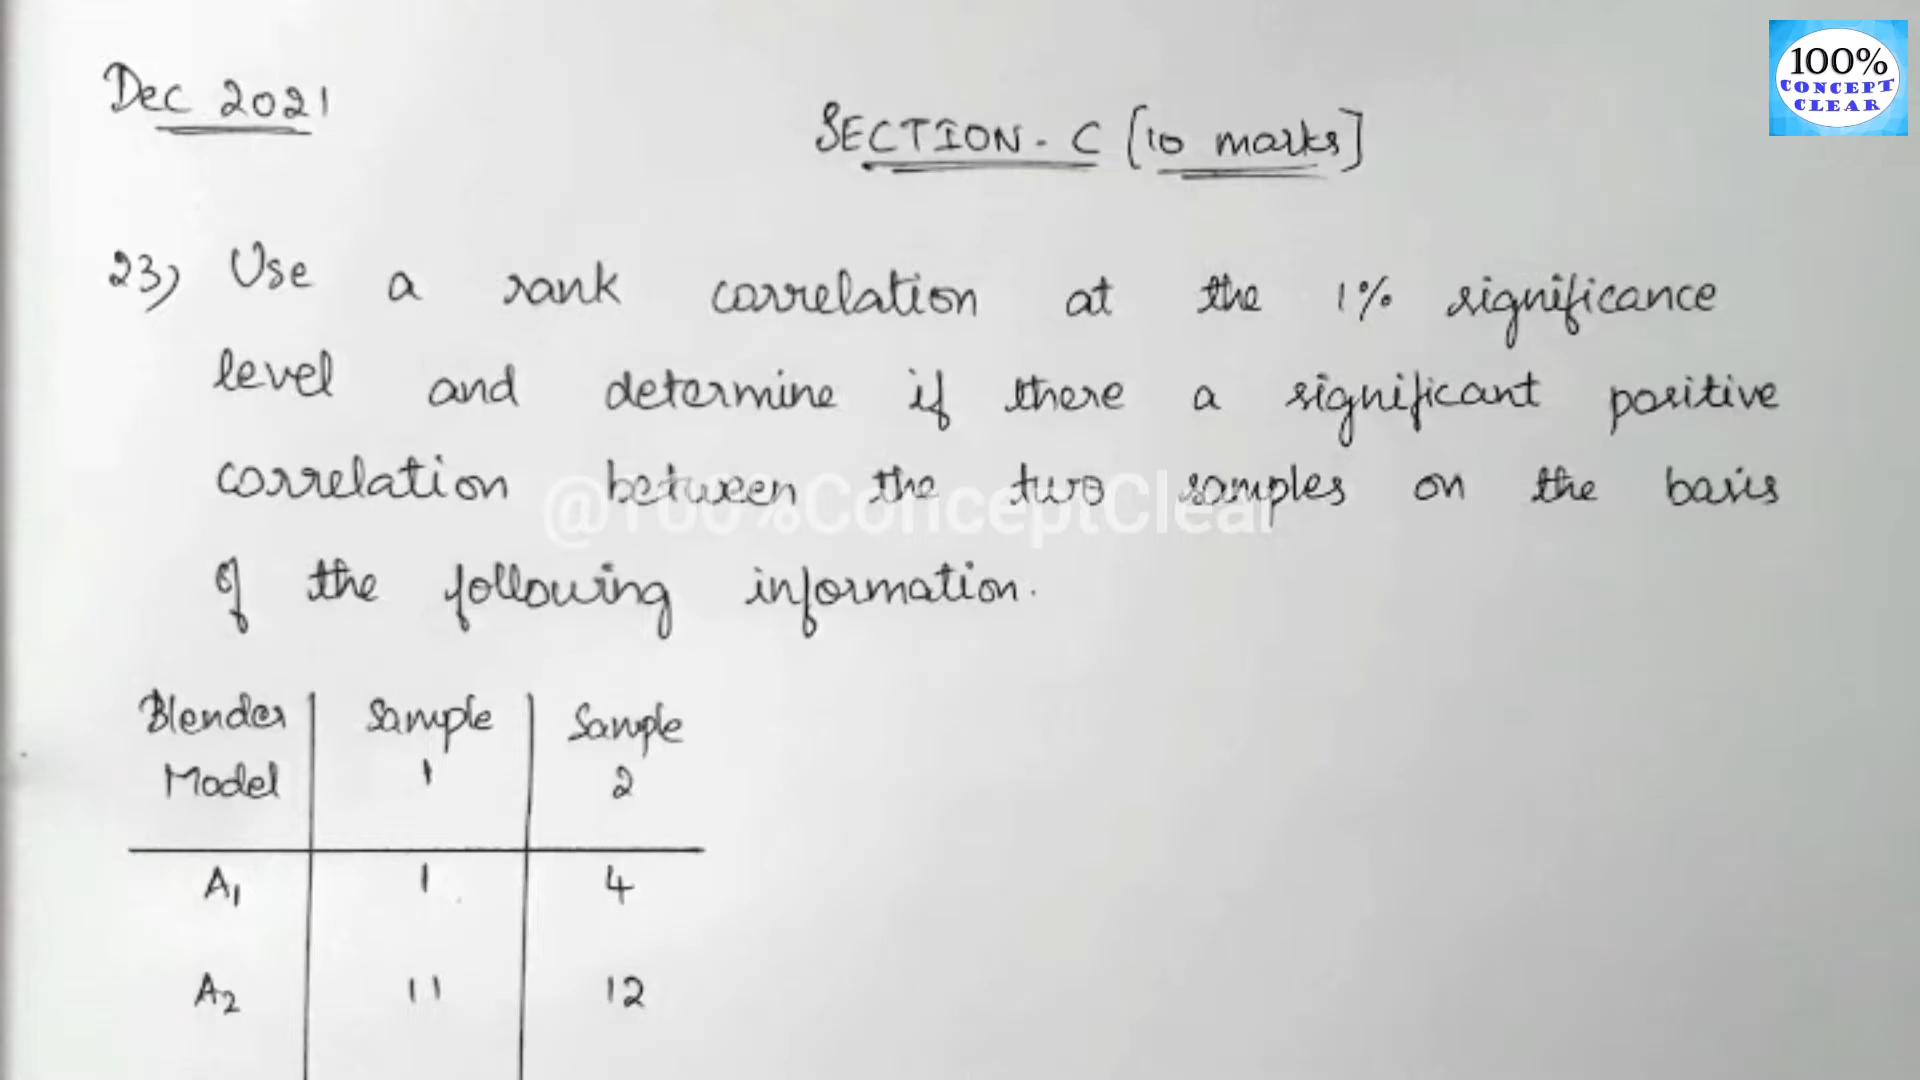 100%
CONCEPT
CLEAR
Dec 2021
SECTION - C [10 marks]
23) Use a rank correlation at the 1% significance
level and determine if there a significant positive
correlation between the two samples on the basis
of the following information.
@100%ConceptClear
Blender Model | Sample 1 | Sample 2
A1 | 1 | 4
A2 | 11 | 12